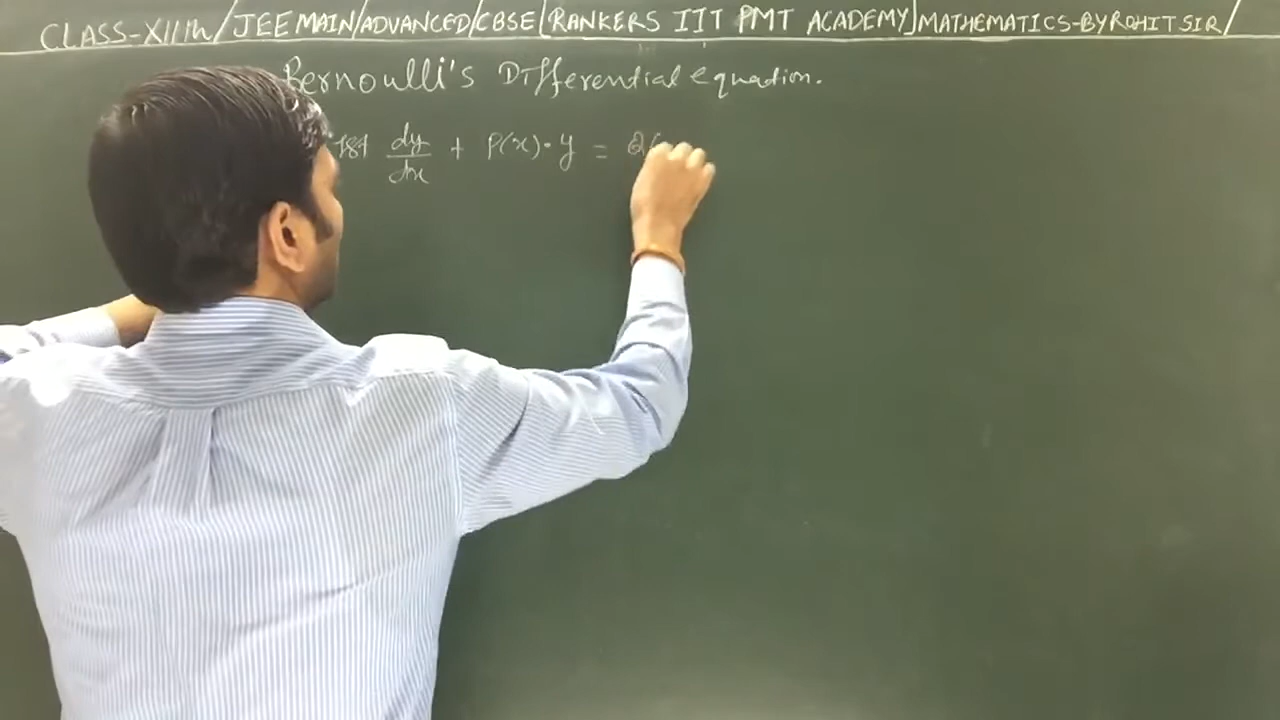 CLASS-XIIth/JEE MAIN/ADVANCED/CBSE[RANKERS IIT PMT ACADEMY]MATHEMATICS-BY ROHIT SIR/
Bernoulli's Differential equation.
dy/dx + P(x)·y = Q(